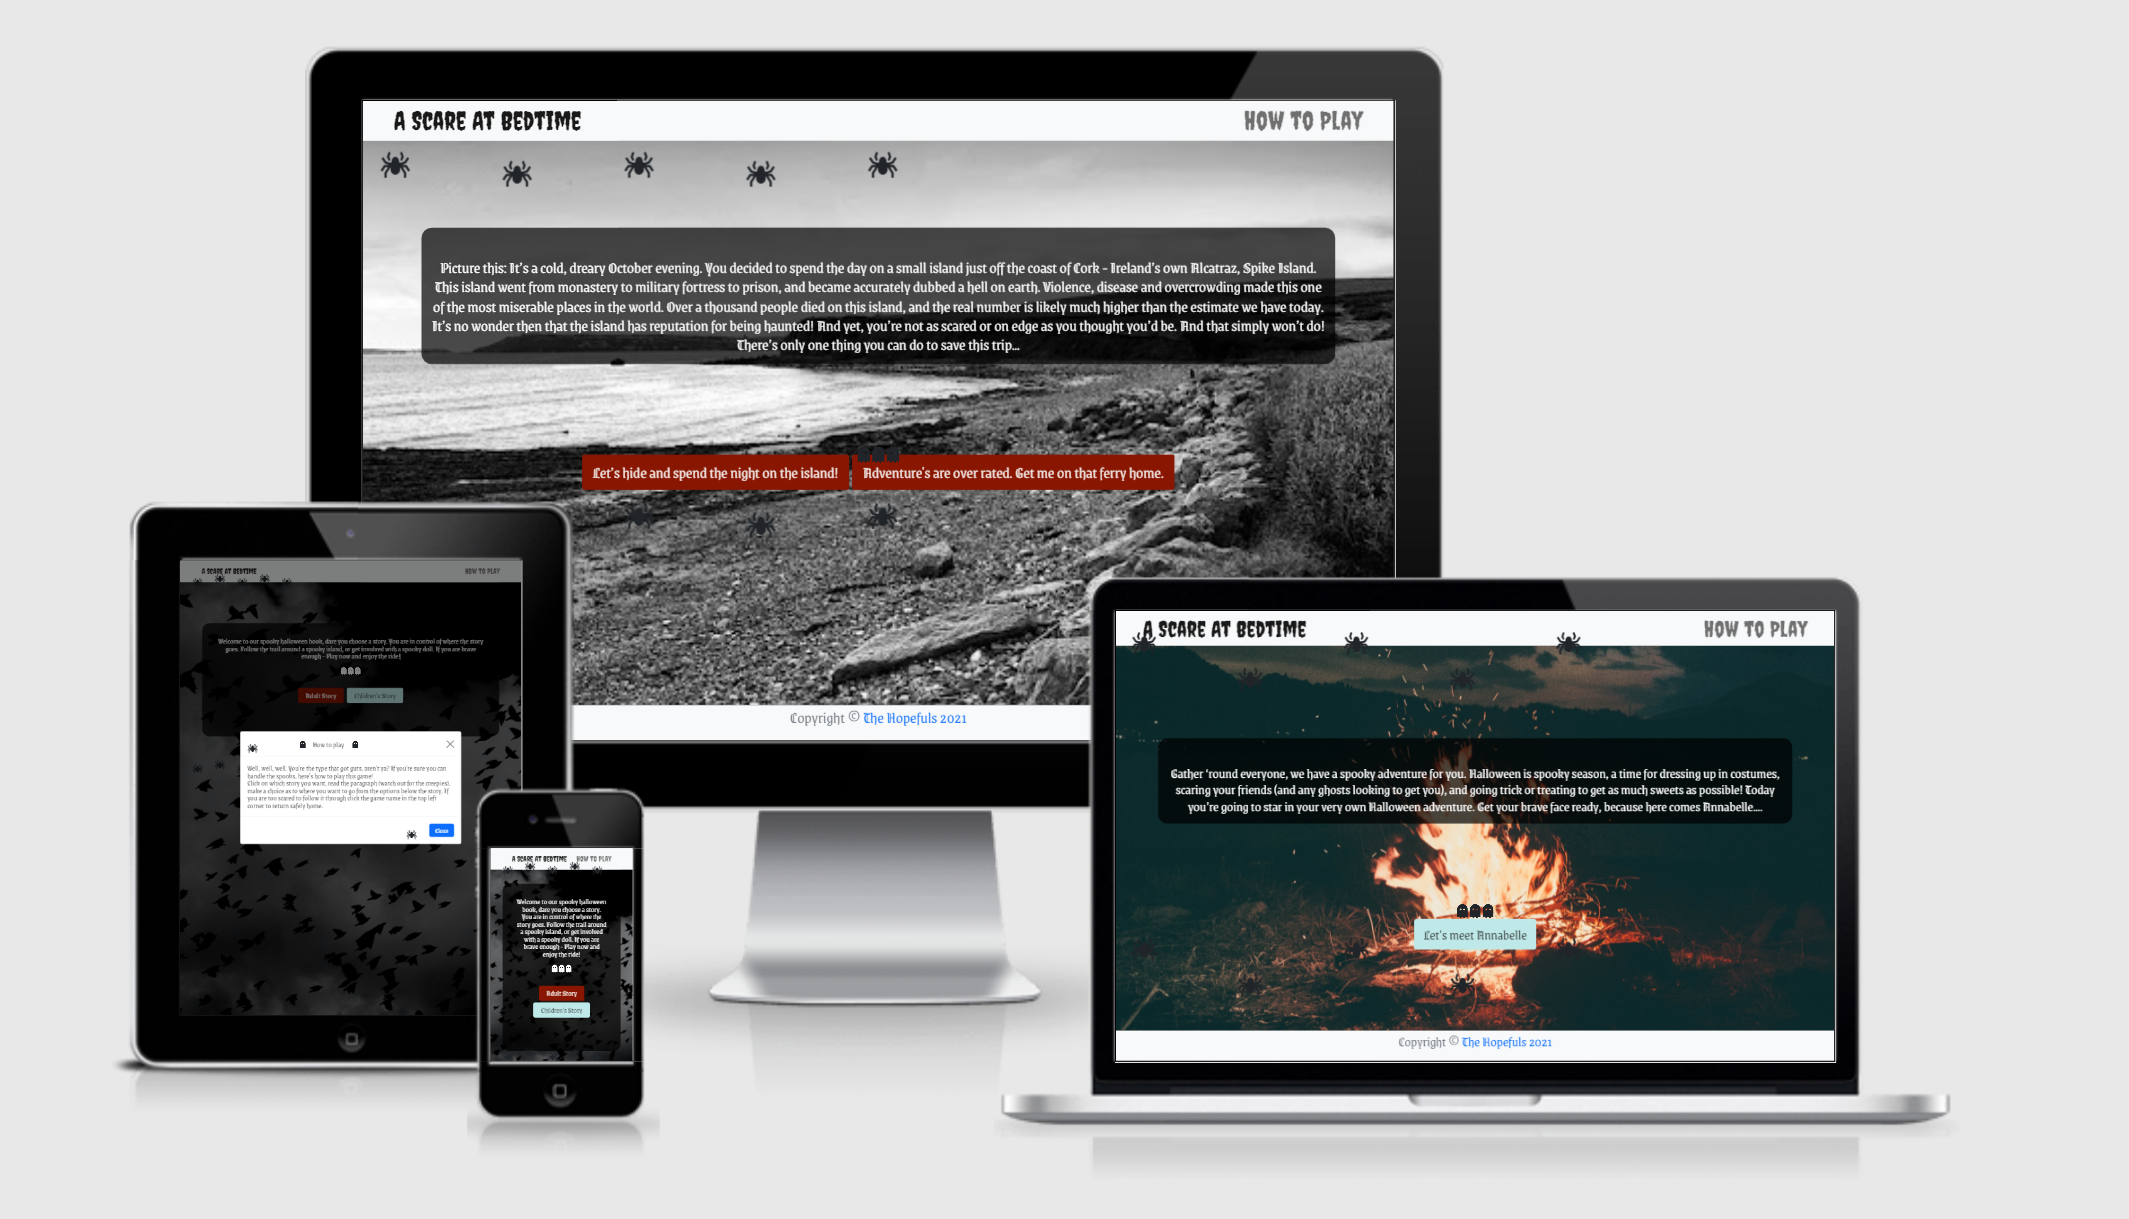 A SCARE AT BEDTIME
HOW TO PLAY
Picture this: It's a cold, dreary October evening. You decided to spend the day on a small island just off the coast of Cork - Ireland's own Alcatraz, Spike Island.
This island went from monastery to military fortress to prison, and became accurately dubbed a hell on earth. Violence, disease and overcrowding made this one
of the most miserable places in the world. Over a thousand people died on this island, and the real number is likely much higher than the estimate we have today.
It's no wonder then that the island has reputation for being haunted! And yet, you're not as scared or on edge as you thought you'd be. And that simply won't do!
There's only one thing you can do to save this trip...
Let's hide and spend the night on the island!
Adventure's are over rated. Get me on that ferry home.
Copyright © The Hopefuls 2021
A SCARE AT BEDTIME
HOW TO PLAY
Welcome to our spooky halloween book, dare you choose a story. You are in control of where the story
goes. Follow the trail around a spooky island, or get involved with a spooky doll. If you are brave
enough - Play now and enjoy the ride!
Adult Story
Children's Story
How to play
Well, well, well. You're the type that got guts, aren't ya? If you're sure you can
handle the spooks, here's how to play this game!
Click on which story you want, read the paragraph (watch out for the creepies),
make a choice as to where you want to go from the options below the story. If
you are too scared to follow it through click the game name in the top left
corner to return safely home.
Close
A SCARE AT BEDTIME
HOW TO PLAY
Welcome to our spooky halloween
book, dare you choose a story.
You are in control of where the
story goes. Follow the trail around
a spooky island, or get involved
with a spooky doll. If you are
brave enough - Play now and
enjoy the ride!
Adult Story
Children's Story
A SCARE AT BEDTIME
HOW TO PLAY
Gather 'round everyone, we have a spooky adventure for you. Halloween is spooky season, a time for dressing up in costumes,
scaring your friends (and any ghosts looking to get you), and going trick or treating to get as much sweets as possible! Today
you're going to star in your very own Halloween adventure. Get your brave face ready, because here comes Annabelle....
Let's meet Annabelle
Copyright © The Hopefuls 2021